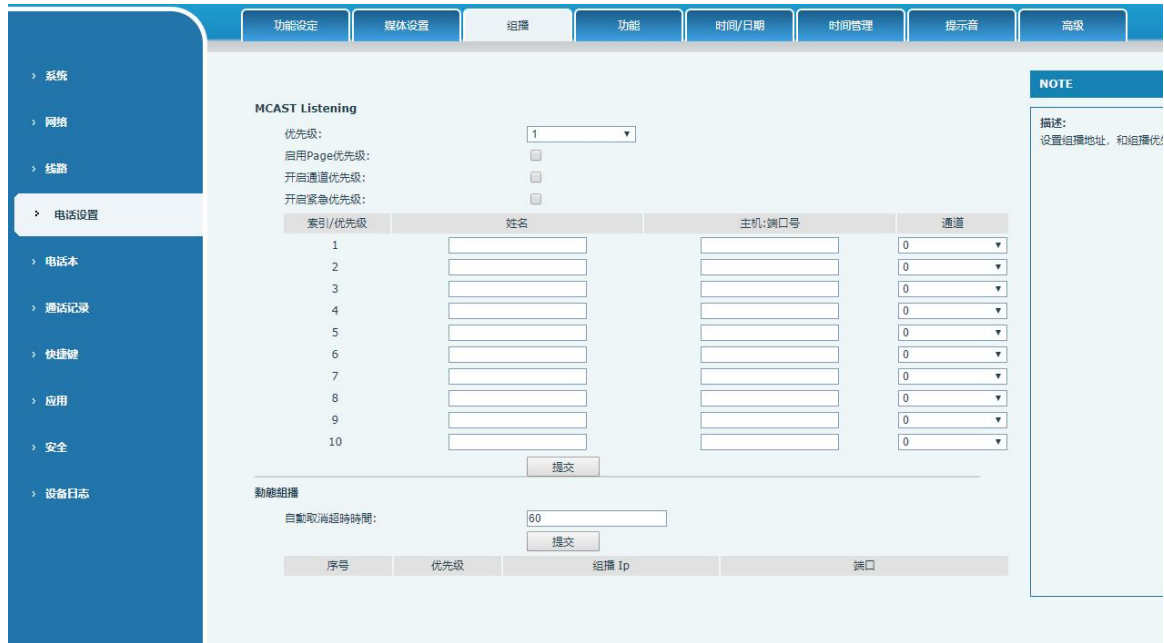 功能设定 媒体设置 组播 功能 时间/日期 时间管理 提示音 高级
› 系统
› 网络
› 线路
› 电话设置
› 电话本
› 通话记录
› 快捷键
› 应用
› 安全
› 设备日志
MCAST Listening
优先级: 1
启用Page优先级:
开启通道优先级:
开启紧急优先级:
索引/优先级 姓名 主机:端口号 通道
1 0
2 0
3 0
4 0
5 0
6 0
7 0
8 0
9 0
10 0
提交
動態組播
自動取消超時時間: 60
提交
序号 优先级 组播 Ip 端口
NOTE
描述:
设置组播地址, 和组播优